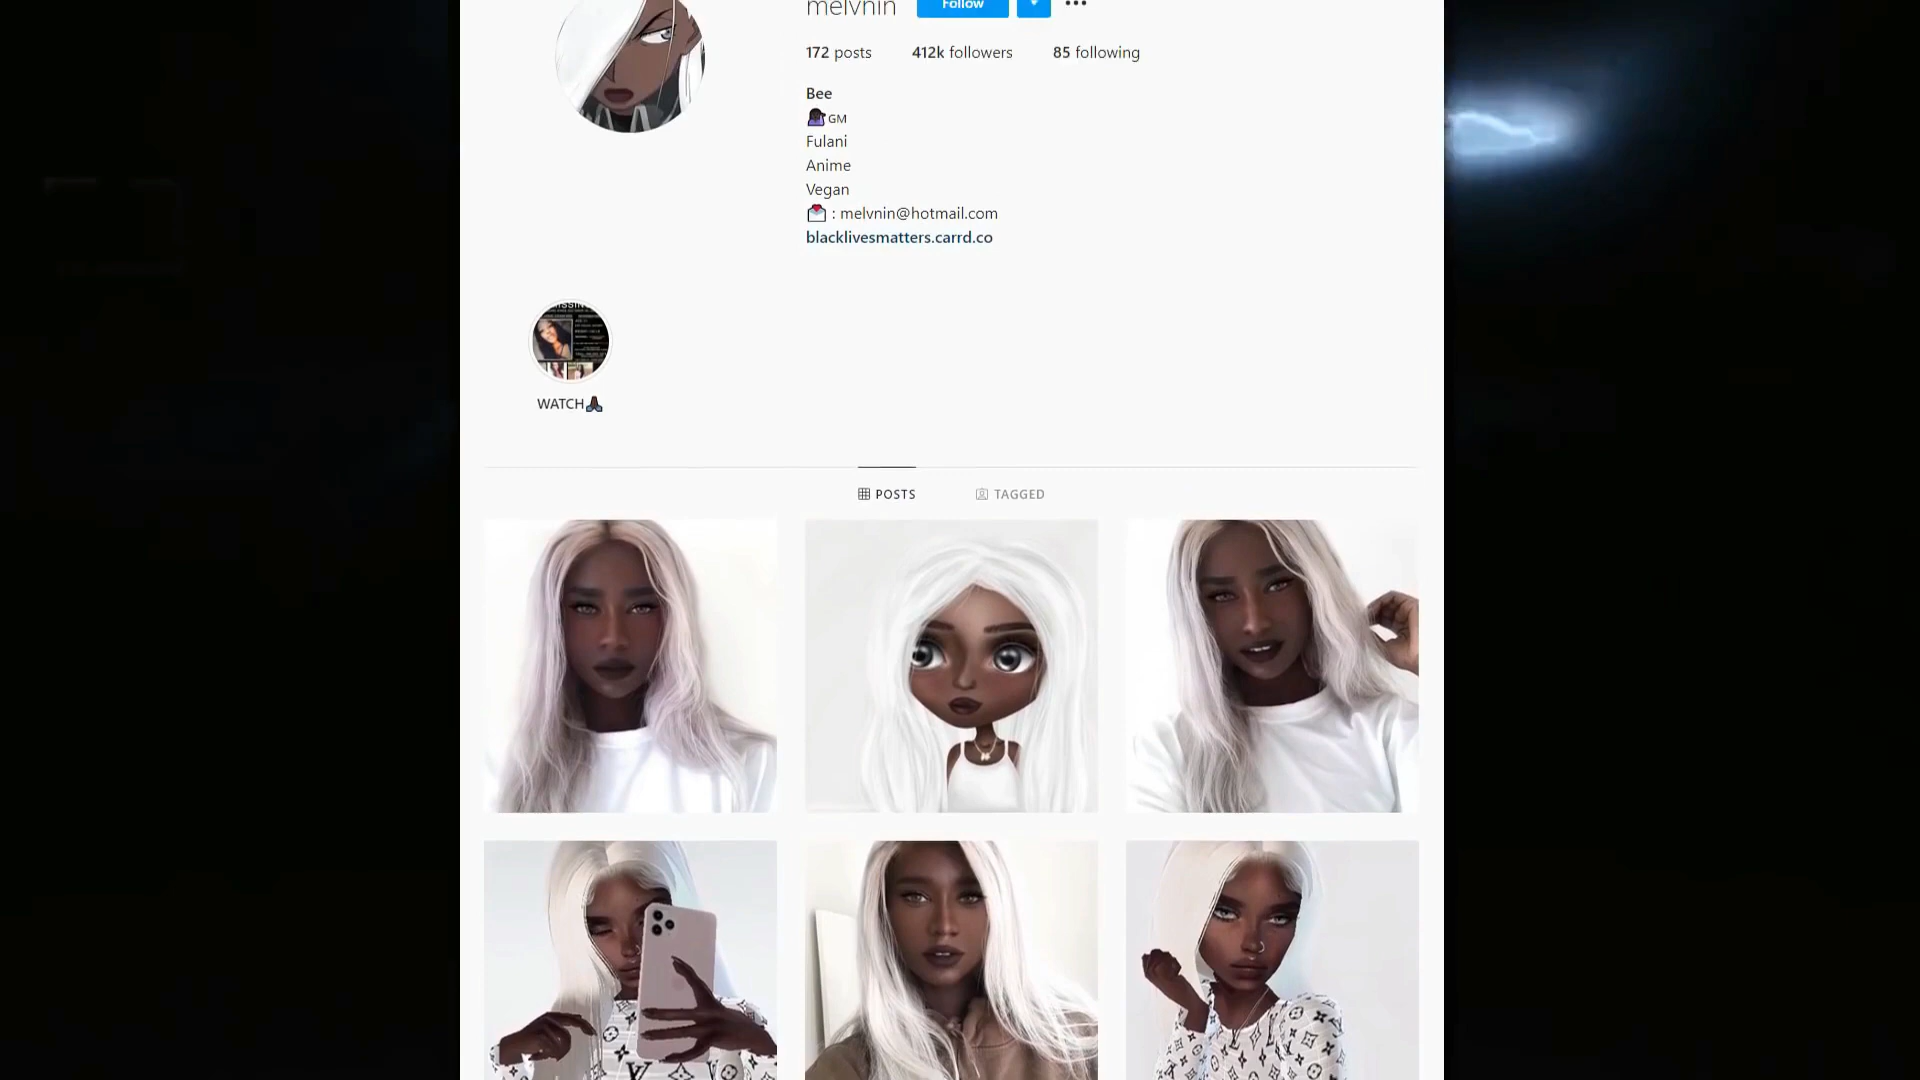 melvnin Follow
172 posts 412k followers 85 following
Bee
GM
Fulani
Anime
Vegan
: melvnin@hotmail.com
blacklivesmatters.carrd.co
WATCH
POSTS TAGGED